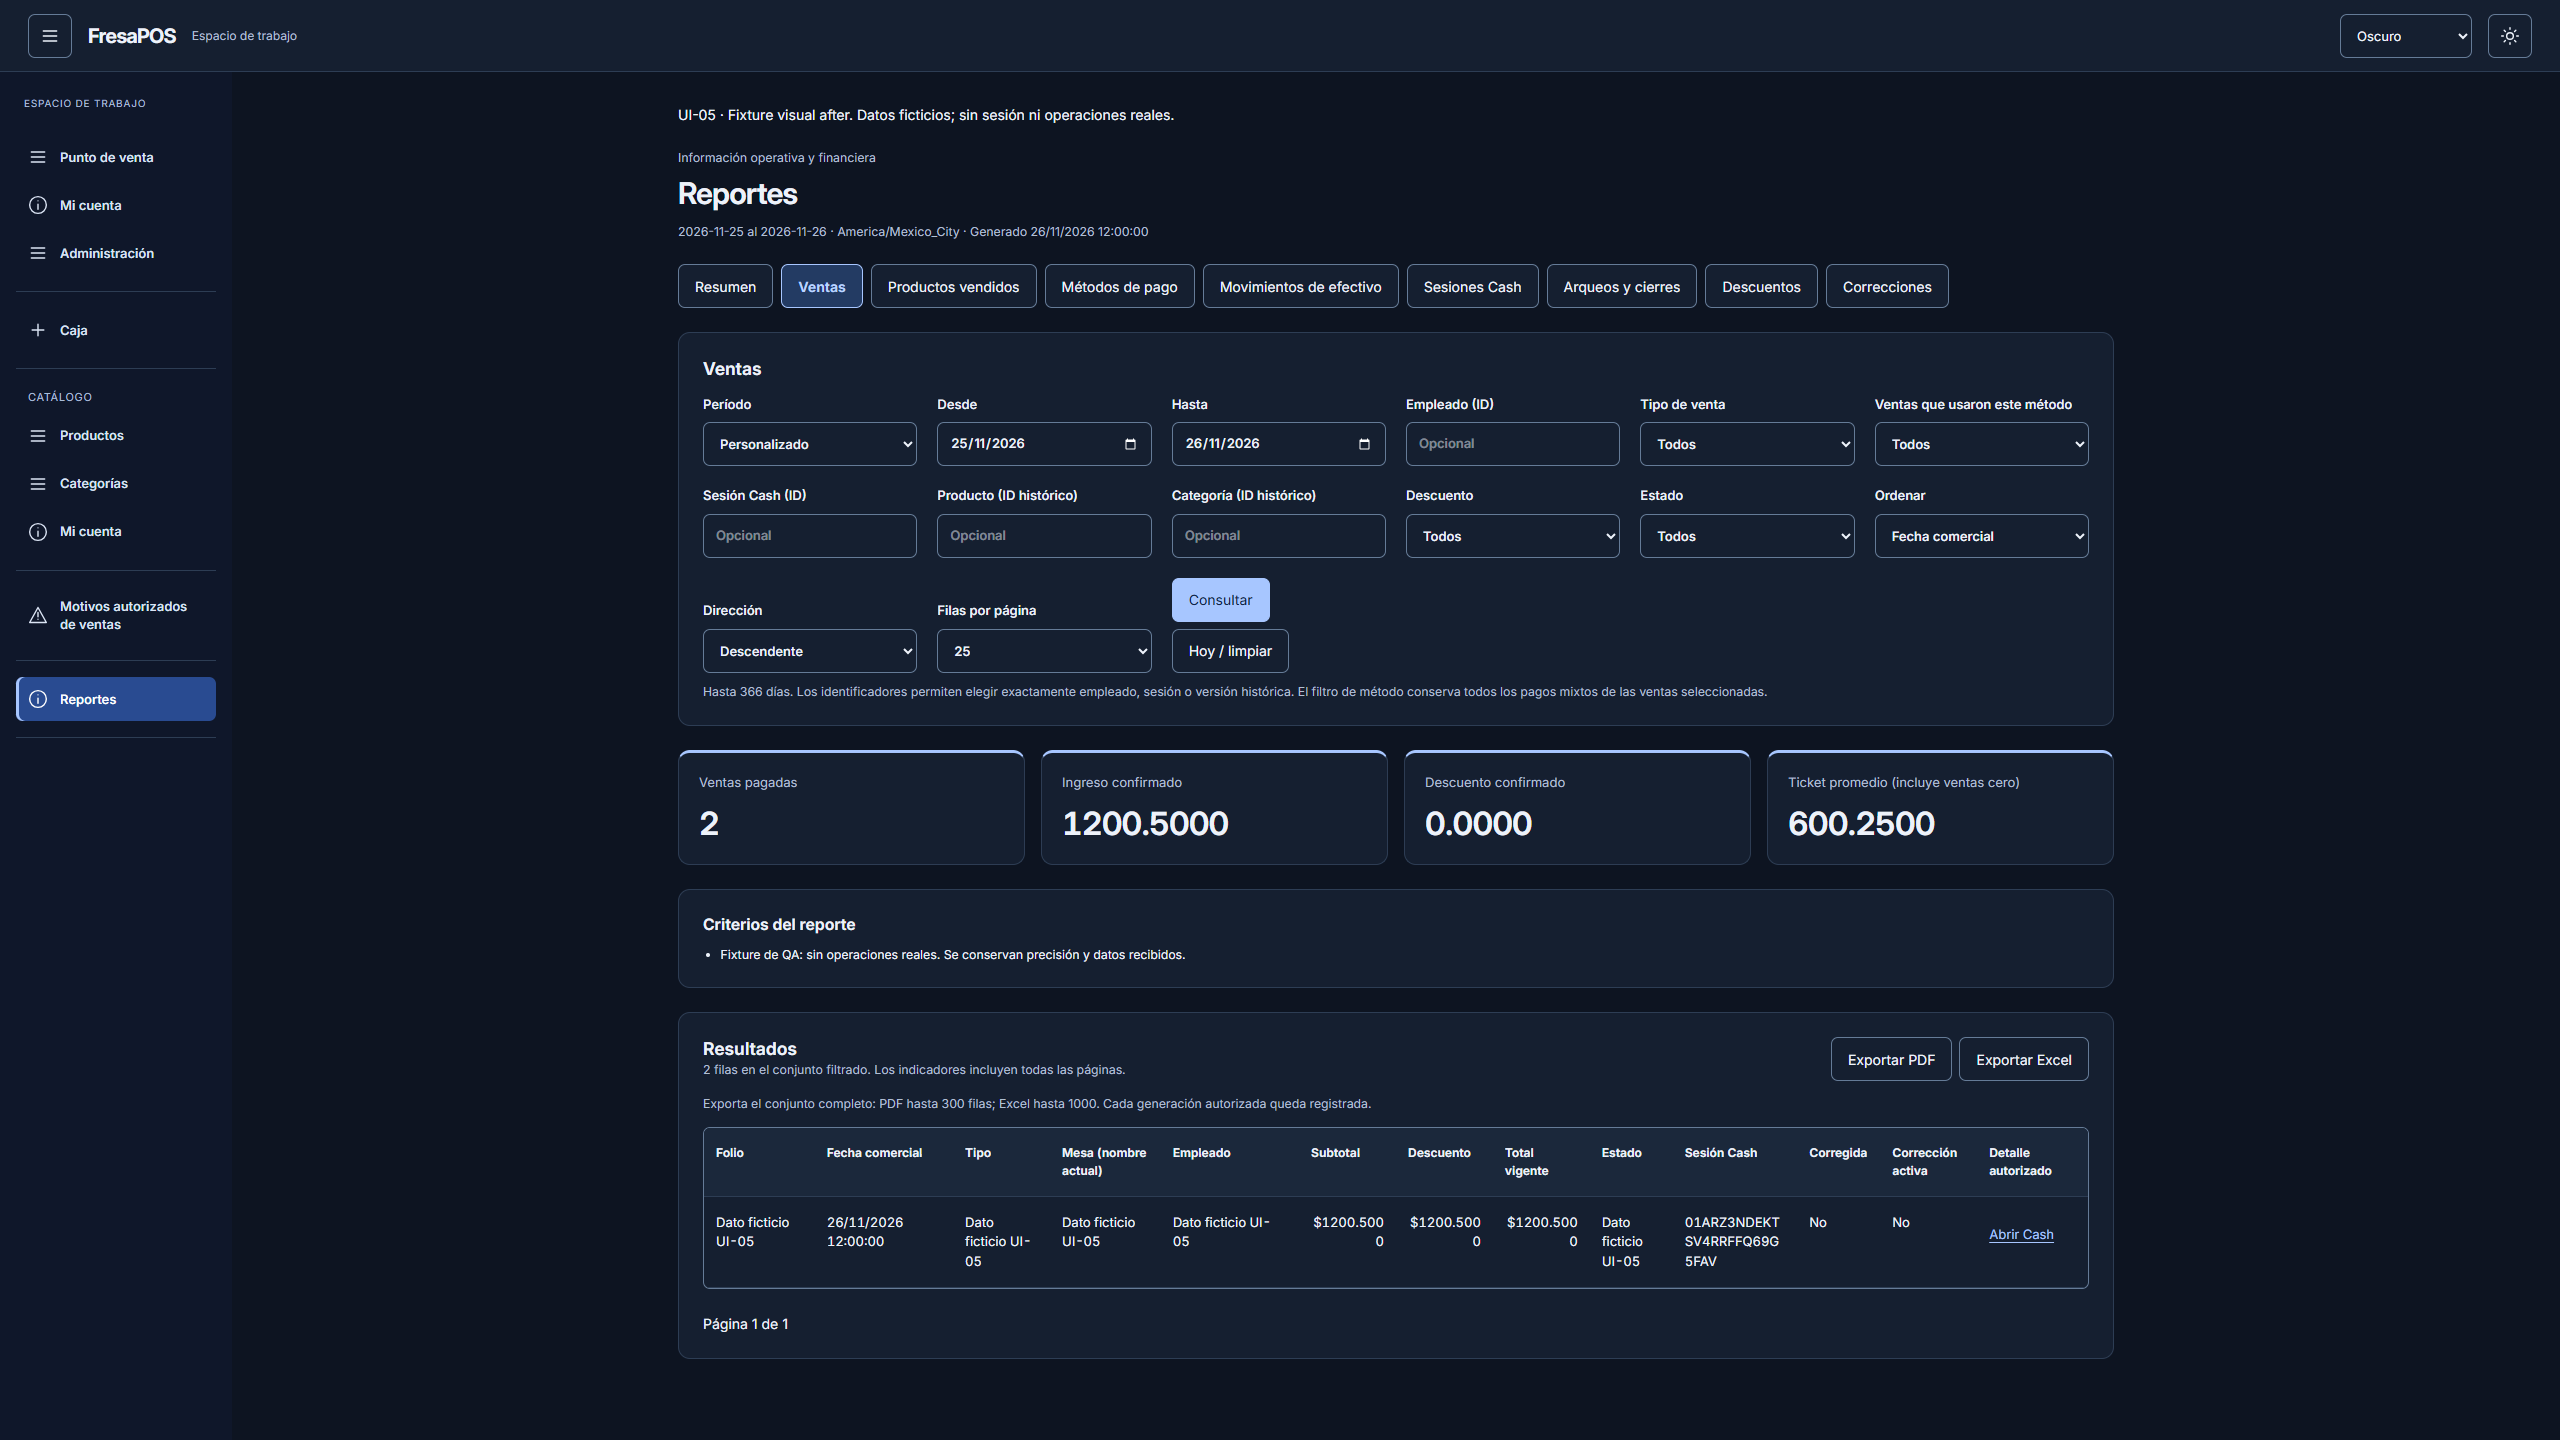 FresaPOS
Espacio de trabajo
Oscuro
ESPACIO DE TRABAJO
Punto de venta
Mi cuenta
Administración
Caja
CATÁLOGO
Productos
Categorías
Mi cuenta
Motivos autorizados
de ventas
Reportes
UI-05 · Fixture visual after. Datos ficticios; sin sesión ni operaciones reales.
Información operativa y financiera
Reportes
2026-11-25 al 2026-11-26 · America/Mexico_City · Generado 26/11/2026 12:00:00
Resumen Ventas Productos vendidos Métodos de pago Movimientos de efectivo Sesiones Cash Arqueos y cierres Descuentos Correcciones
Ventas
Período Desde Hasta Empleado (ID) Tipo de venta Ventas que usaron este método
Personalizado 25/11/2026 26/11/2026 Opcional Todos Todos
Sesión Cash (ID) Producto (ID histórico) Categoría (ID histórico) Descuento Estado Ordenar
Opcional Opcional Opcional Todos Todos Fecha comercial
Consultar
Dirección Filas por página
Descendente 25 Hoy / limpiar
Hasta 366 días. Los identificadores permiten elegir exactamente empleado, sesión o versión histórica. El filtro de método conserva todos los pagos mixtos de las ventas seleccionadas.
Ventas pagadas Ingreso confirmado Descuento confirmado Ticket promedio (incluye ventas cero)
2 1200.5000 0.0000 600.2500
Criterios del reporte
• Fixture de QA: sin operaciones reales. Se conservan precisión y datos recibidos.
Resultados
2 filas en el conjunto filtrado. Los indicadores incluyen todas las páginas.
Exportar PDF Exportar Excel
Exporta el conjunto completo: PDF hasta 300 filas; Excel hasta 1000. Cada generación autorizada queda registrada.
Folio Fecha comercial Tipo Mesa (nombre Empleado Subtotal Descuento Total Estado Sesión Cash Corregida Corrección Detalle
actual) vigente activa autorizado
Dato ficticio 26/11/2026 Dato Dato ficticio Dato ficticio UI- $1200.500 $1200.500 $1200.500 Dato 01ARZ3NDEKT No No Abrir Cash
UI-05 12:00:00 ficticio UI- UI-05 05 0 0 0 ficticio SV4RRFFQ69G
05 UI-05 5FAV
Página 1 de 1